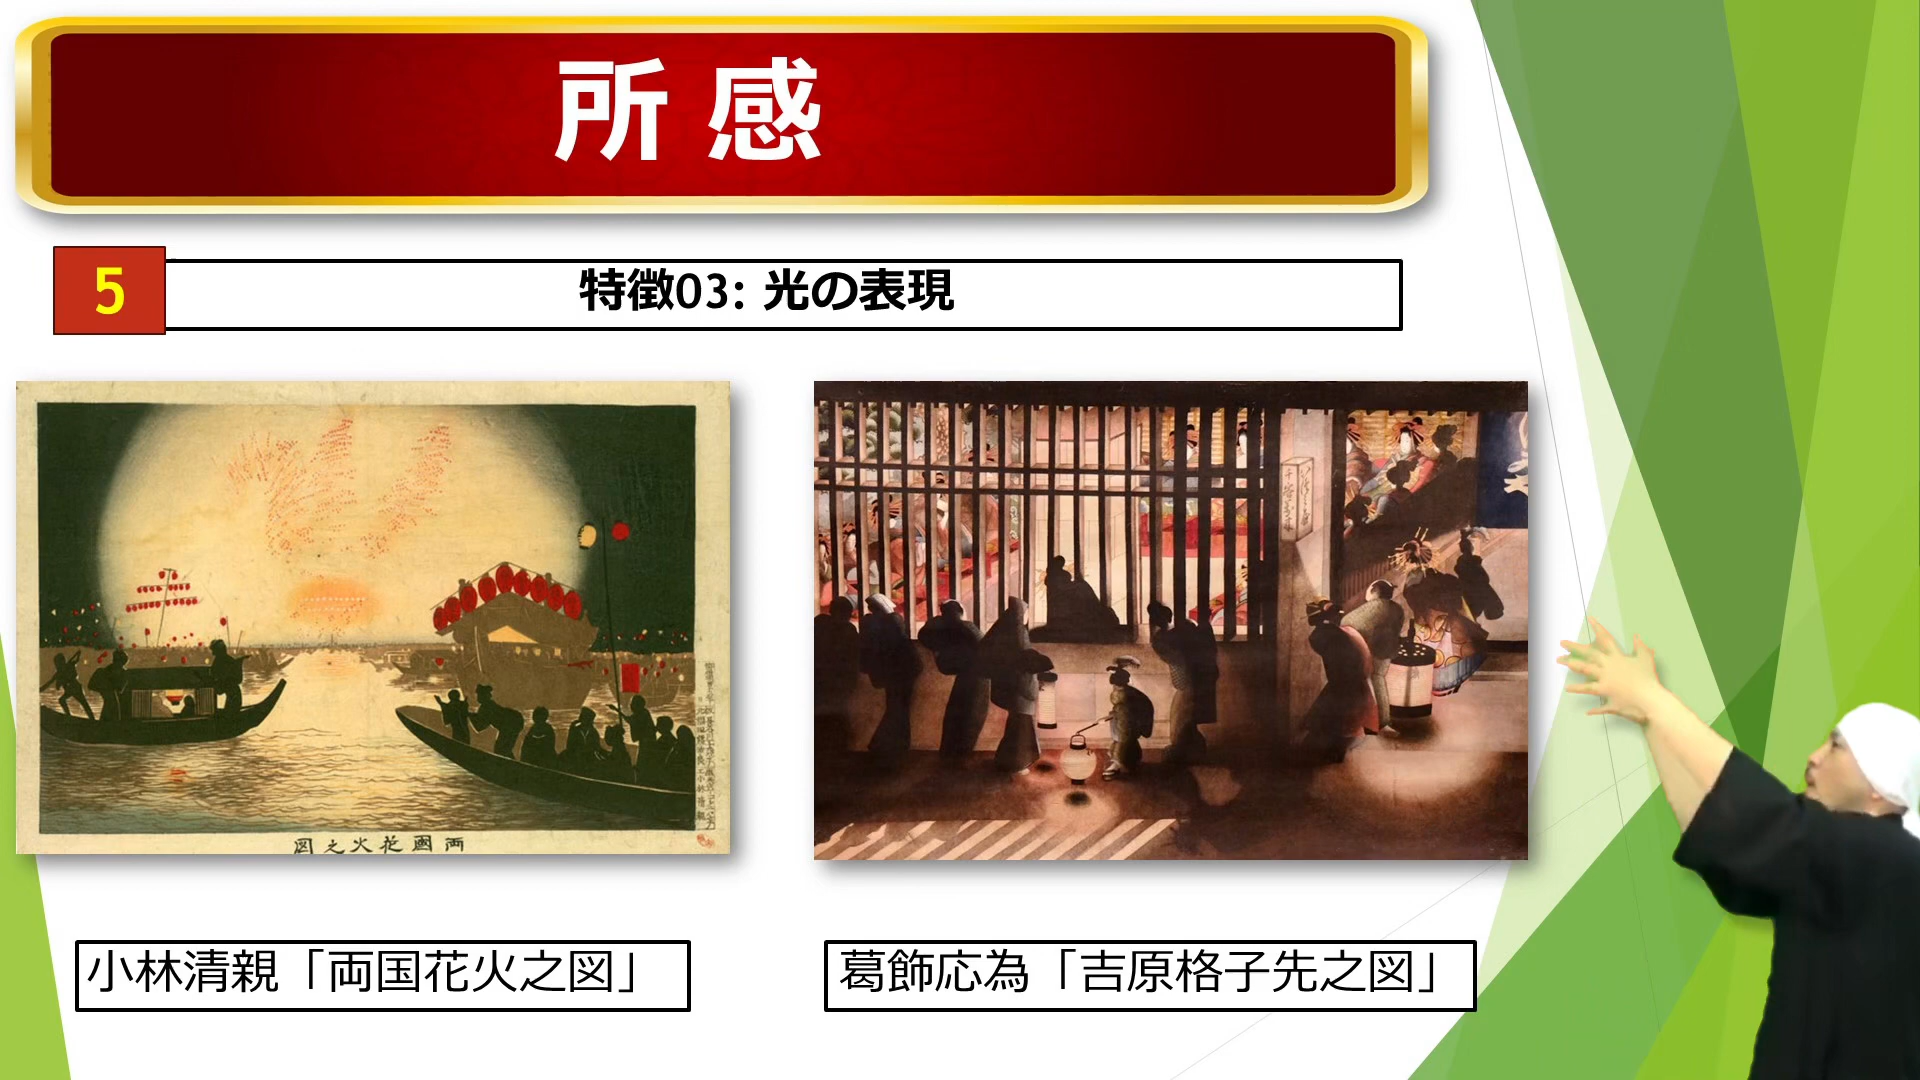 所感
5
特徴03: 光の表現
両國花火之図
小林清親「両国花火之図」
葛飾応為「吉原格子先之図」